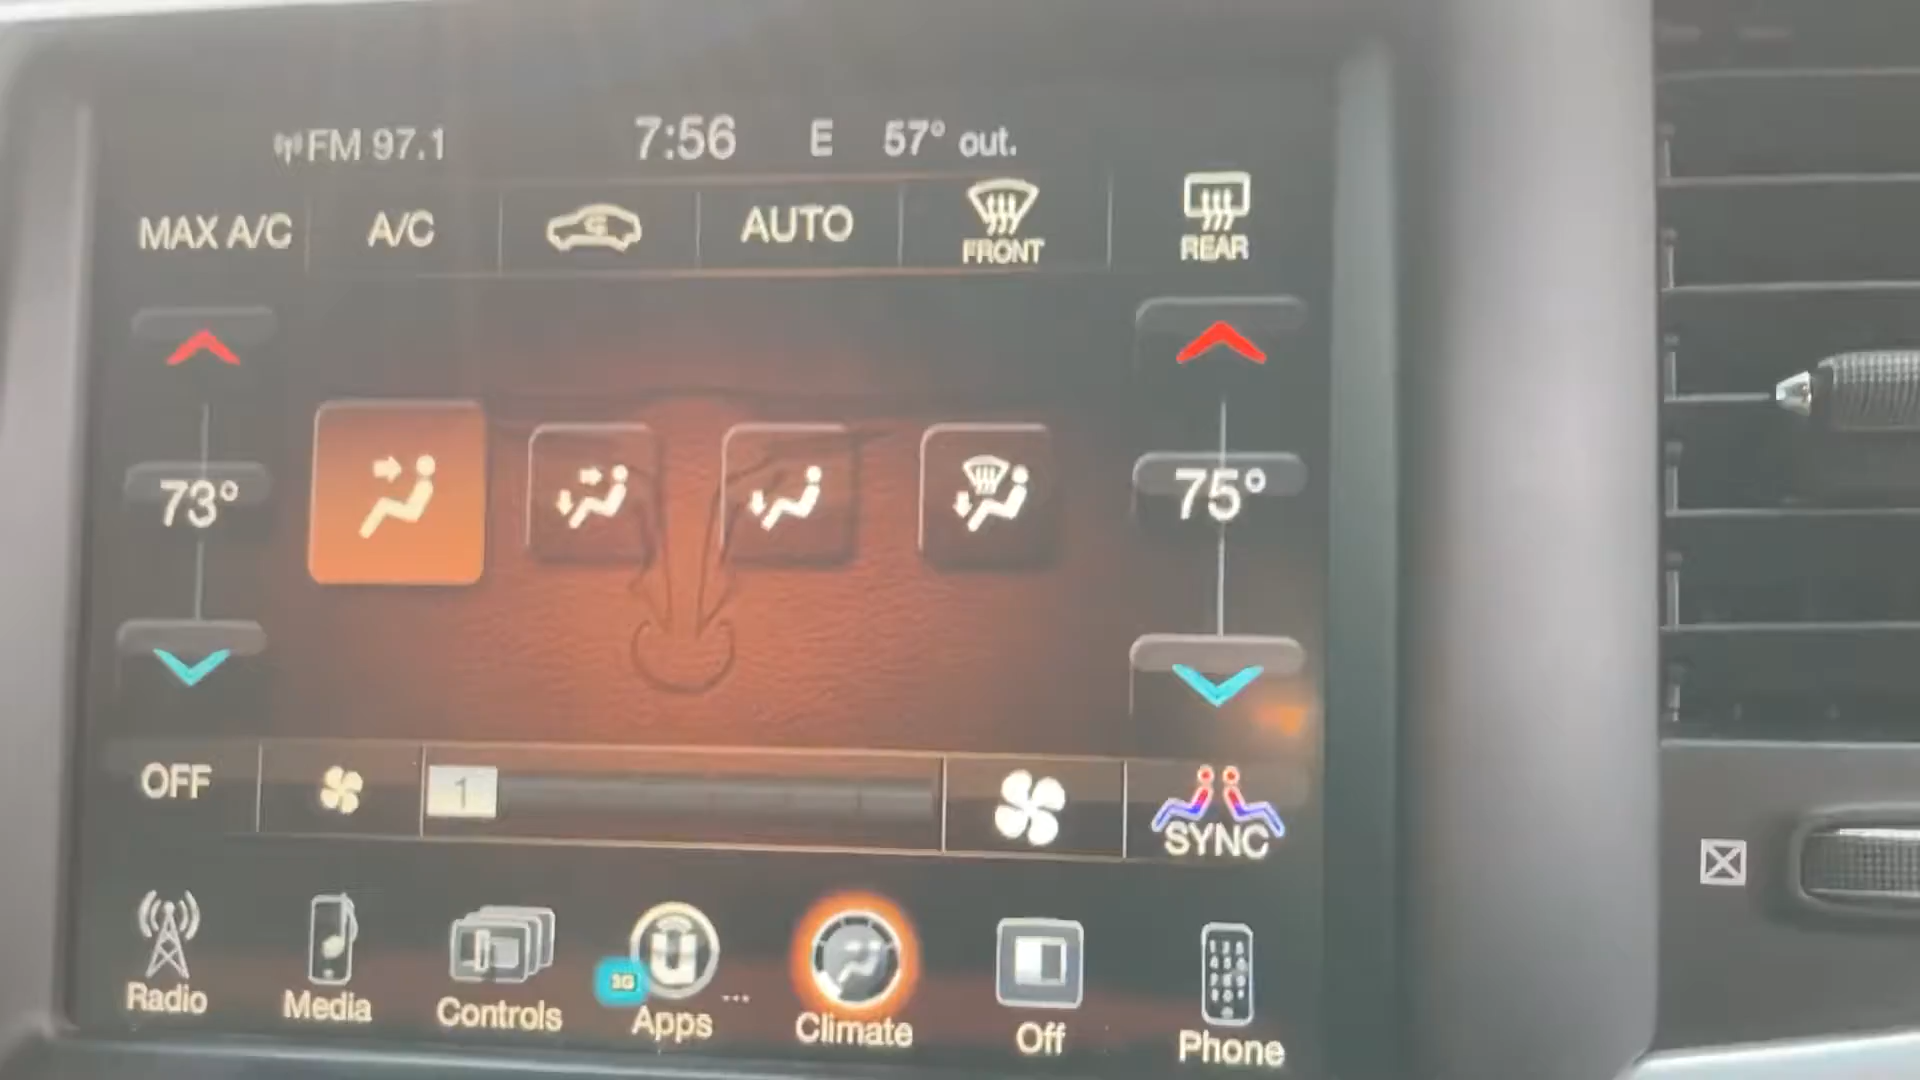 FM 97.1 7:56 E 57° out.
MAX A/C A/C AUTO FRONT REAR
73° 75°
OFF 1 SYNC
3G
Radio Media Controls Apps ... Climate Off Phone